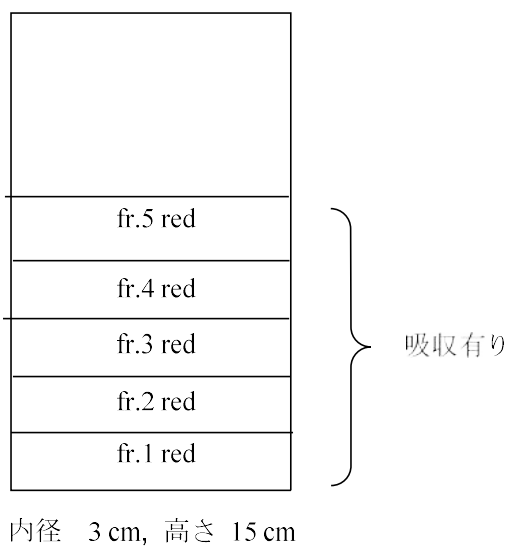 fr.5 red
fr.4 red
fr.3 red
吸収有り
fr.2 red
fr.1 red
内径 3 cm, 高さ 15 cm